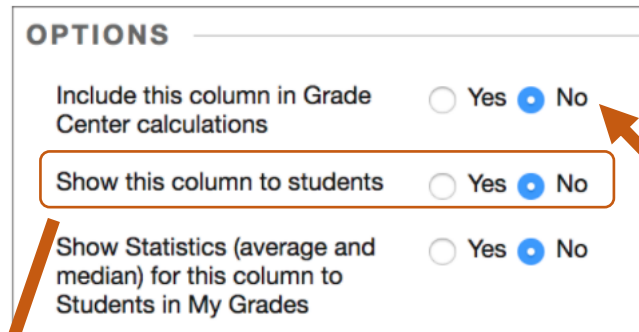 OPTIONS
Include this column in Grade Yes No
Center calculations
Show this column to students Yes No
Show Statistics (average and Yes No
median) for this column to
Students in My Grades